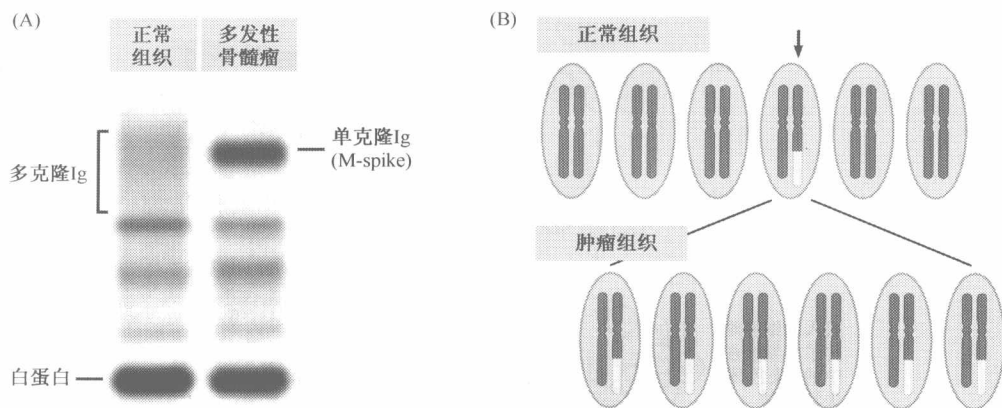 (A)
正常
组织
多发性
骨髓瘤
多克隆Ig
单克隆Ig
(M-spike)
白蛋白
(B)
正常组织
肿瘤组织